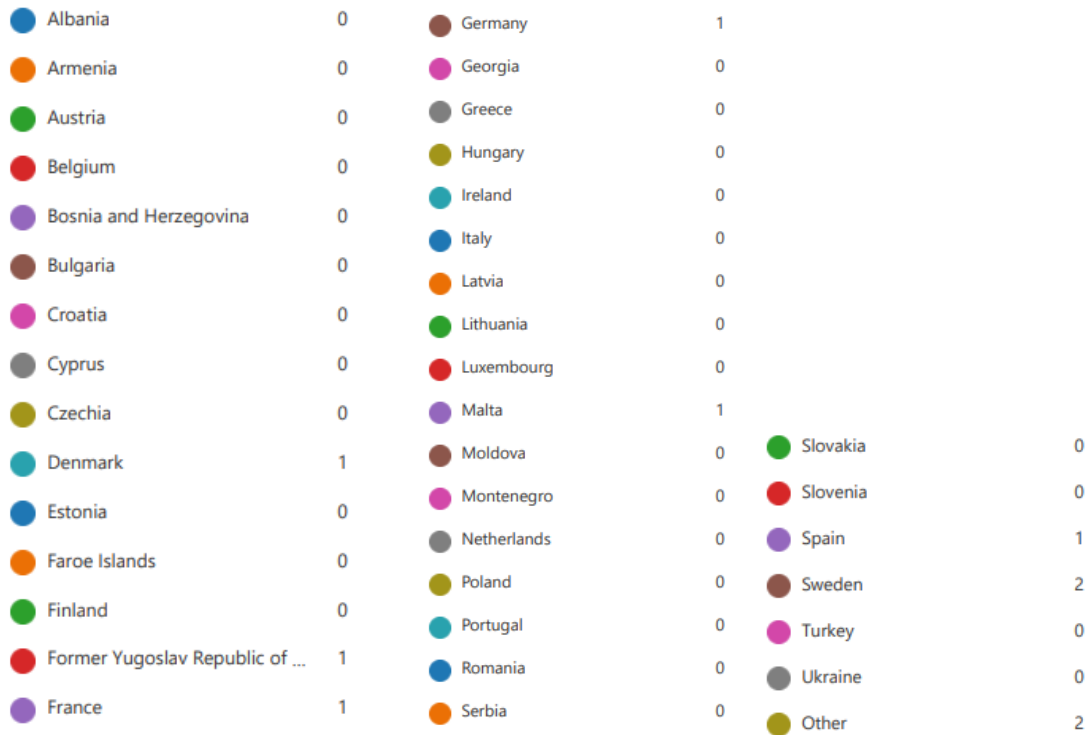 Albania 0
Armenia 0
Austria 0
Belgium 0
Bosnia and Herzegovina 0
Bulgaria 0
Croatia 0
Cyprus 0
Czechia 0
Denmark 1
Estonia 0
Faroe Islands 0
Finland 0
Former Yugoslav Republic of ... 1
France 1
Germany 1
Georgia 0
Greece 0
Hungary 0
Ireland 0
Italy 0
Latvia 0
Lithuania 0
Luxembourg 0
Malta 1
Moldova 0
Montenegro 0
Netherlands 0
Poland 0
Portugal 0
Romania 0
Serbia 0
Slovakia 0
Slovenia 0
Spain 1
Sweden 2
Turkey 0
Ukraine 0
Other 2